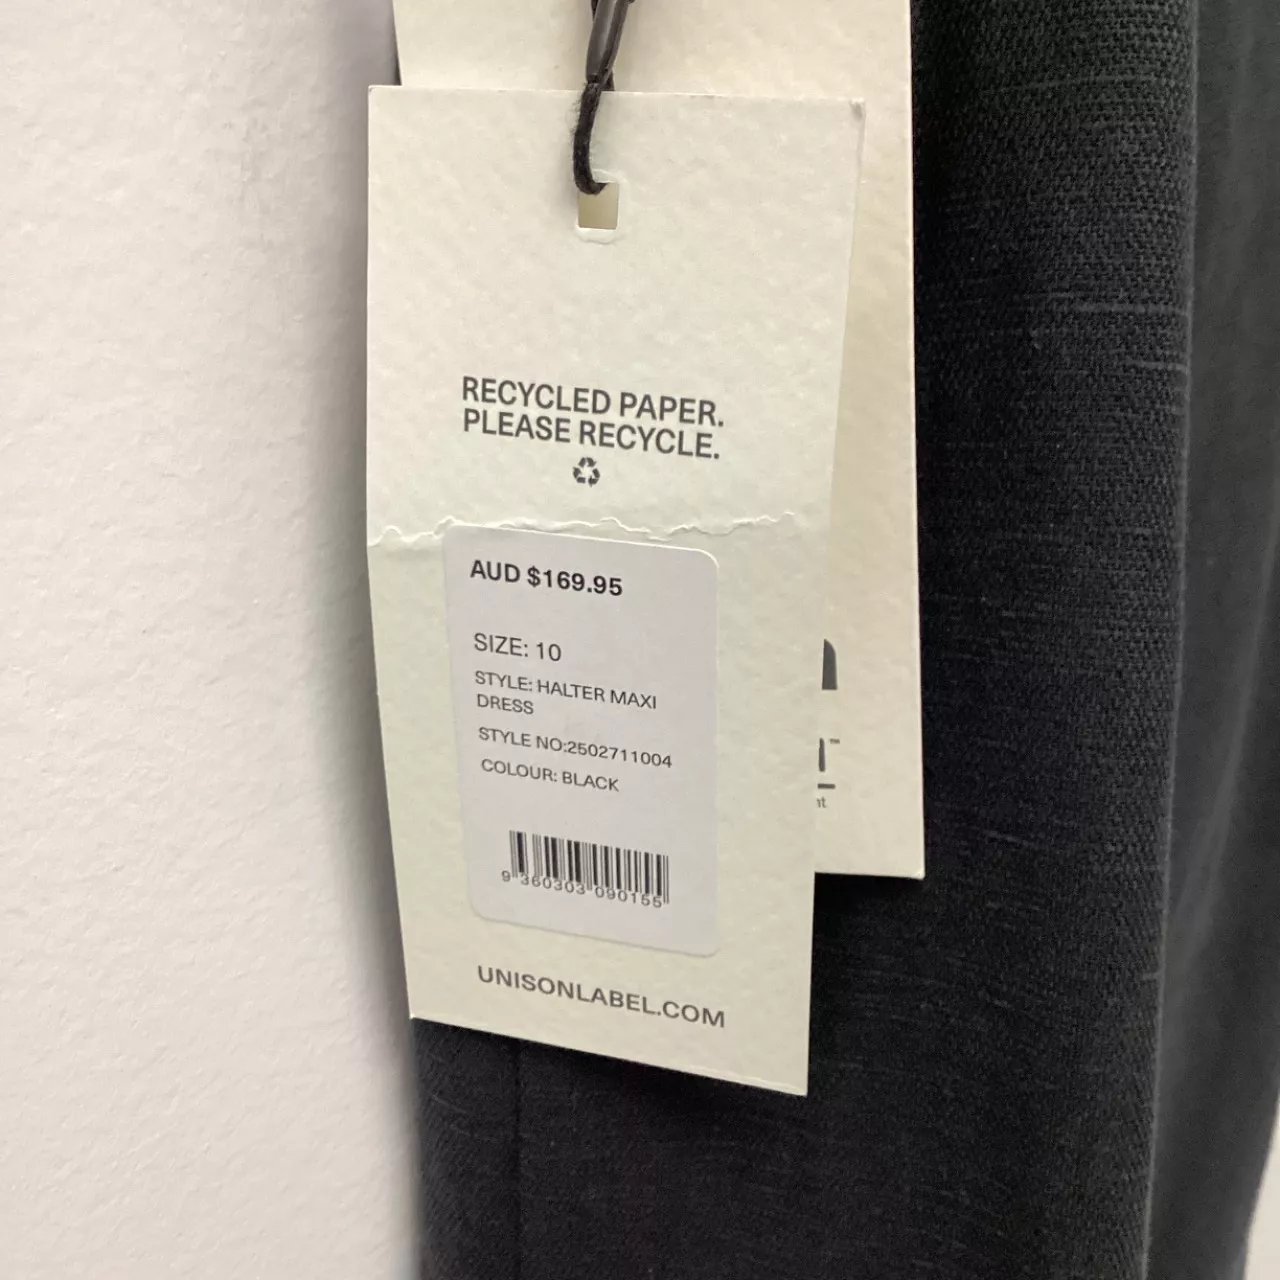 RECYCLED PAPER.
PLEASE RECYCLE.
AUD $169.95
SIZE: 10
STYLE: HALTER MAXI
DRESS
STYLE NO:2502711004
COLOUR: BLACK
9 360303 090155
UNISONLABEL.COM